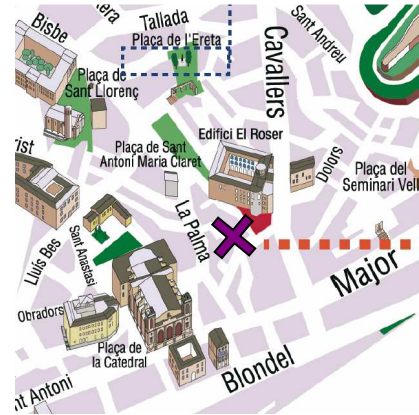 Bisbe
Tallada
Plaça de l'Ereta
Cavallers
Sant Andreu
Plaça de
Sant Llorenç
Plaça de Sant
Antoni Maria Claret
Edifici El Roser
Dolors
Plaça del
Seminari Vell
rist
Lluís Bes
Sant Anastasi
La Palma
Major
Obradors
Plaça de
la Catedral
Blondel
nt Antoni